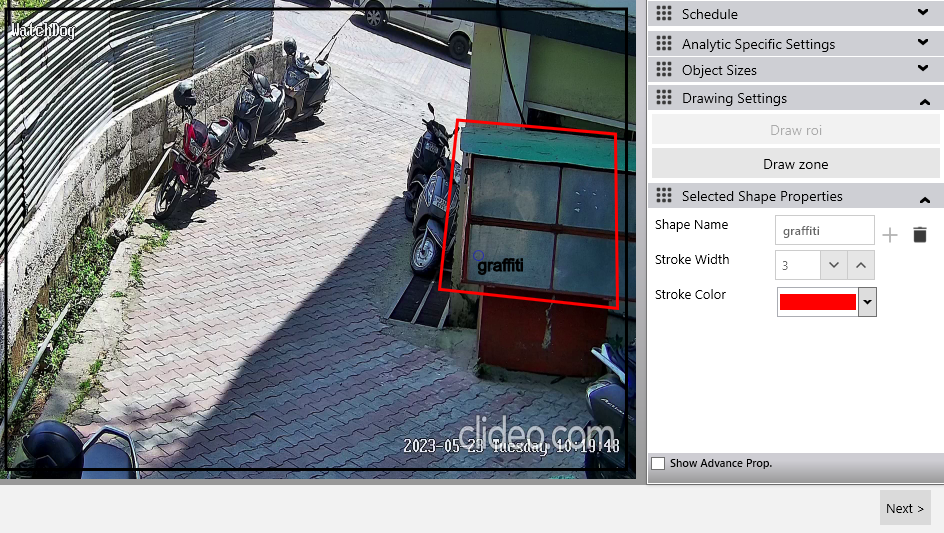 WatchDog
graffiti
clideo.com
2023-05-23 Tuesday 10:19:48
Schedule
Analytic Specific Settings
Object Sizes
Drawing Settings
Draw roi
Draw zone
Selected Shape Properties
Shape Name graffiti
Stroke Width 3
Stroke Color
Show Advance Prop.
Next >